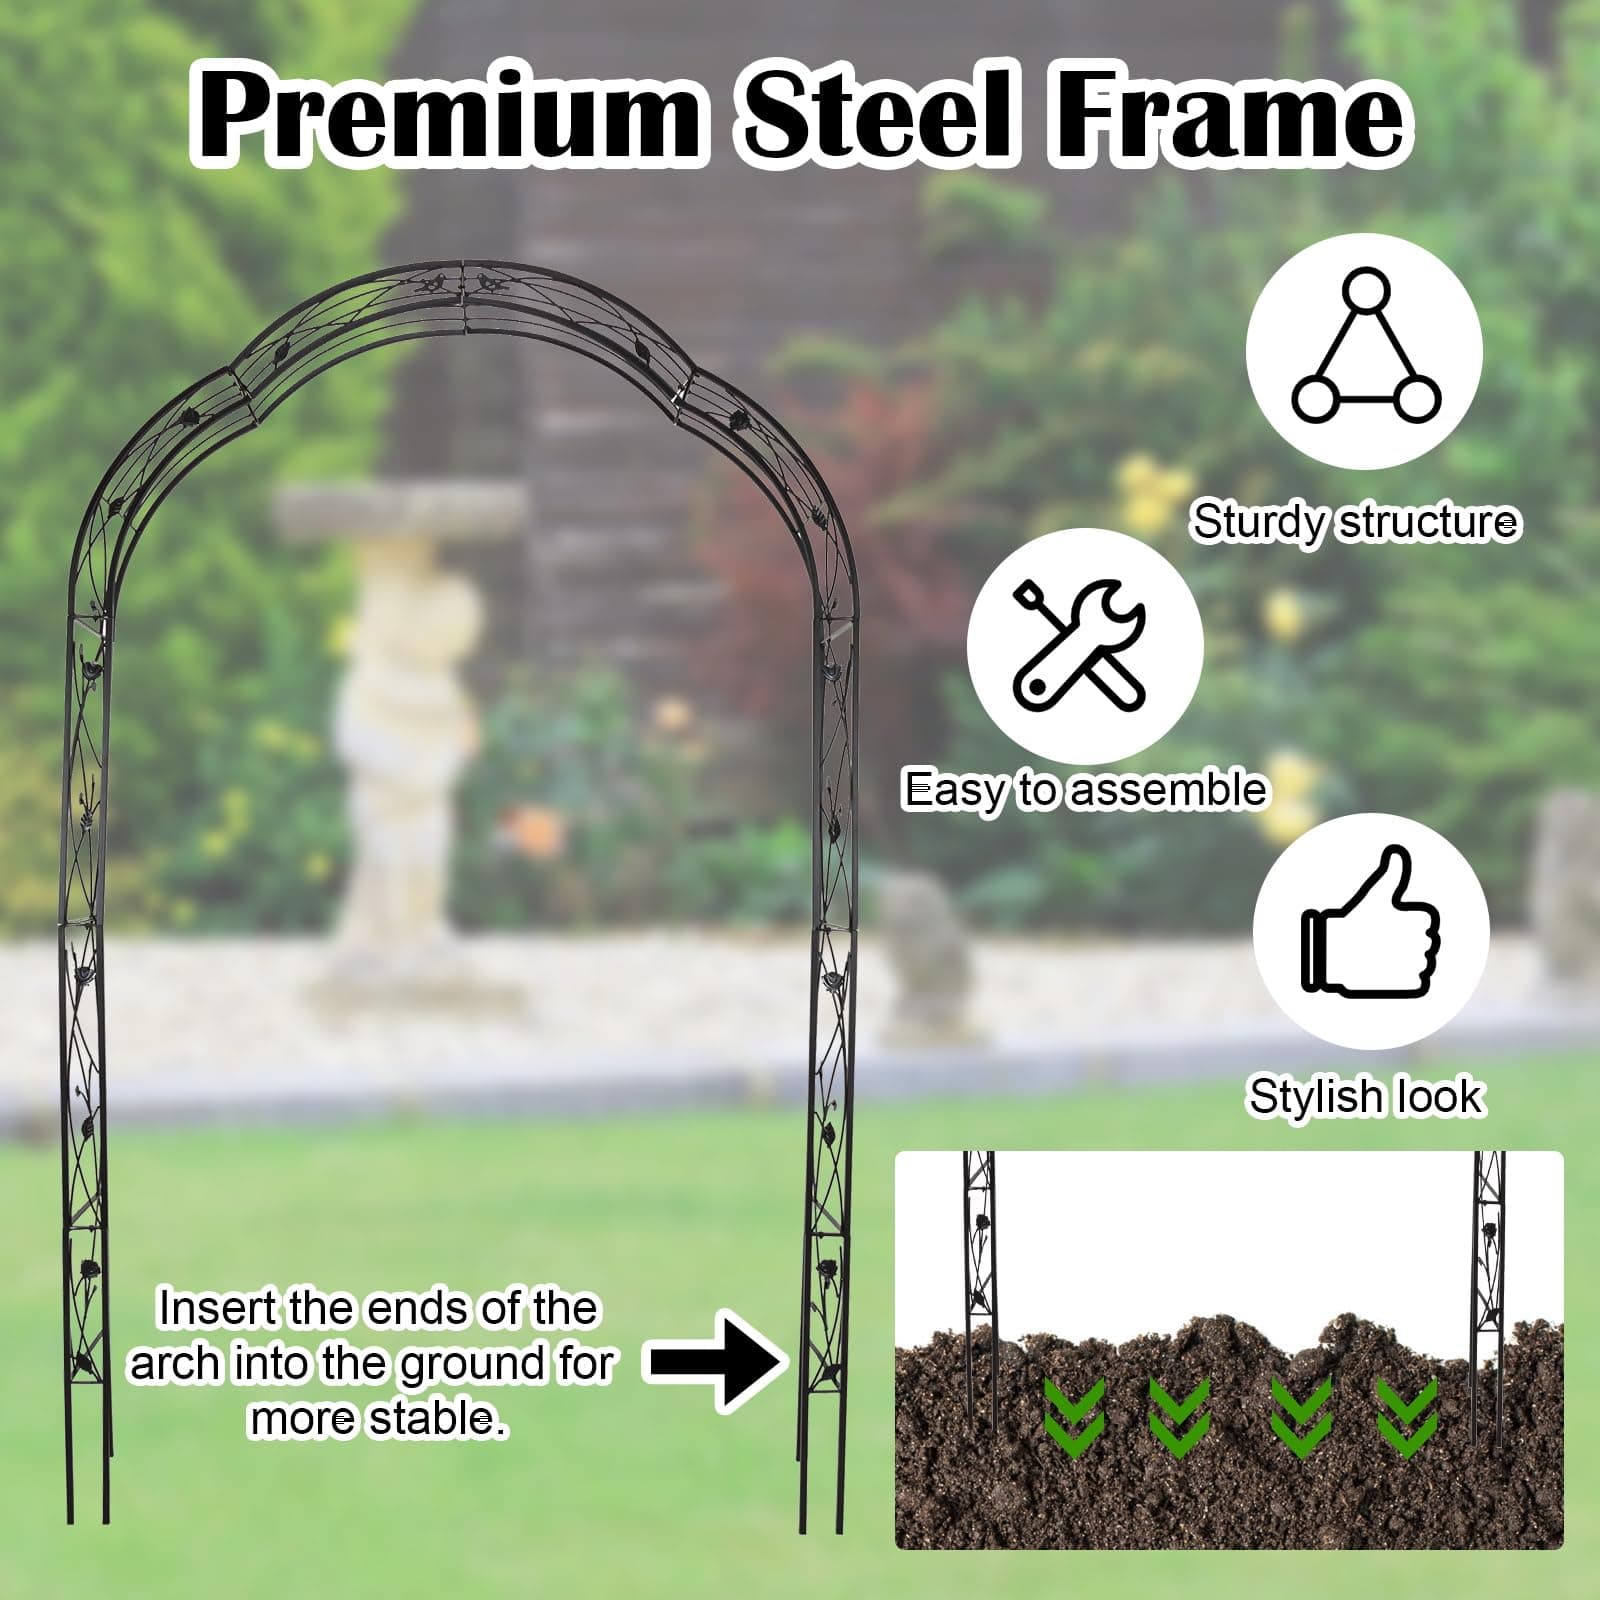 Premium Steel Frame
Sturdy structure
Easy to assemble
Stylish look
Insert the ends of the
arch into the ground for
more stable.